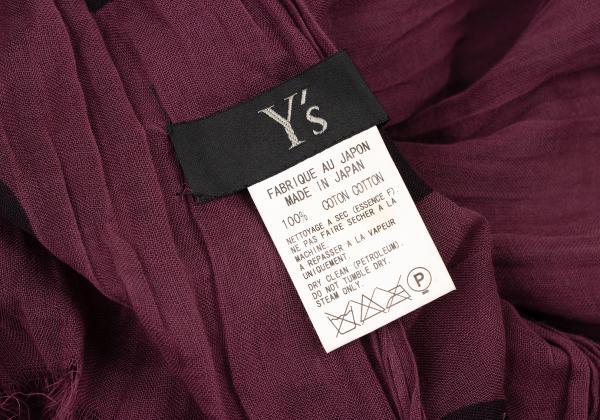 Y's
FABRIQUE AU JAPON
MADE IN JAPAN
100% COTON COTTON
NETTOYAGE A SEC (ESSENCE F).
NE PAS FAIRE SECHER A LA
MACHINE.
A REPASSER A LA VAPEUR
UNIQUEMENT.
DRY CLEAN (PETROLEUM).
DO NOT TUMBLE DRY.
STEAM ONLY.
P